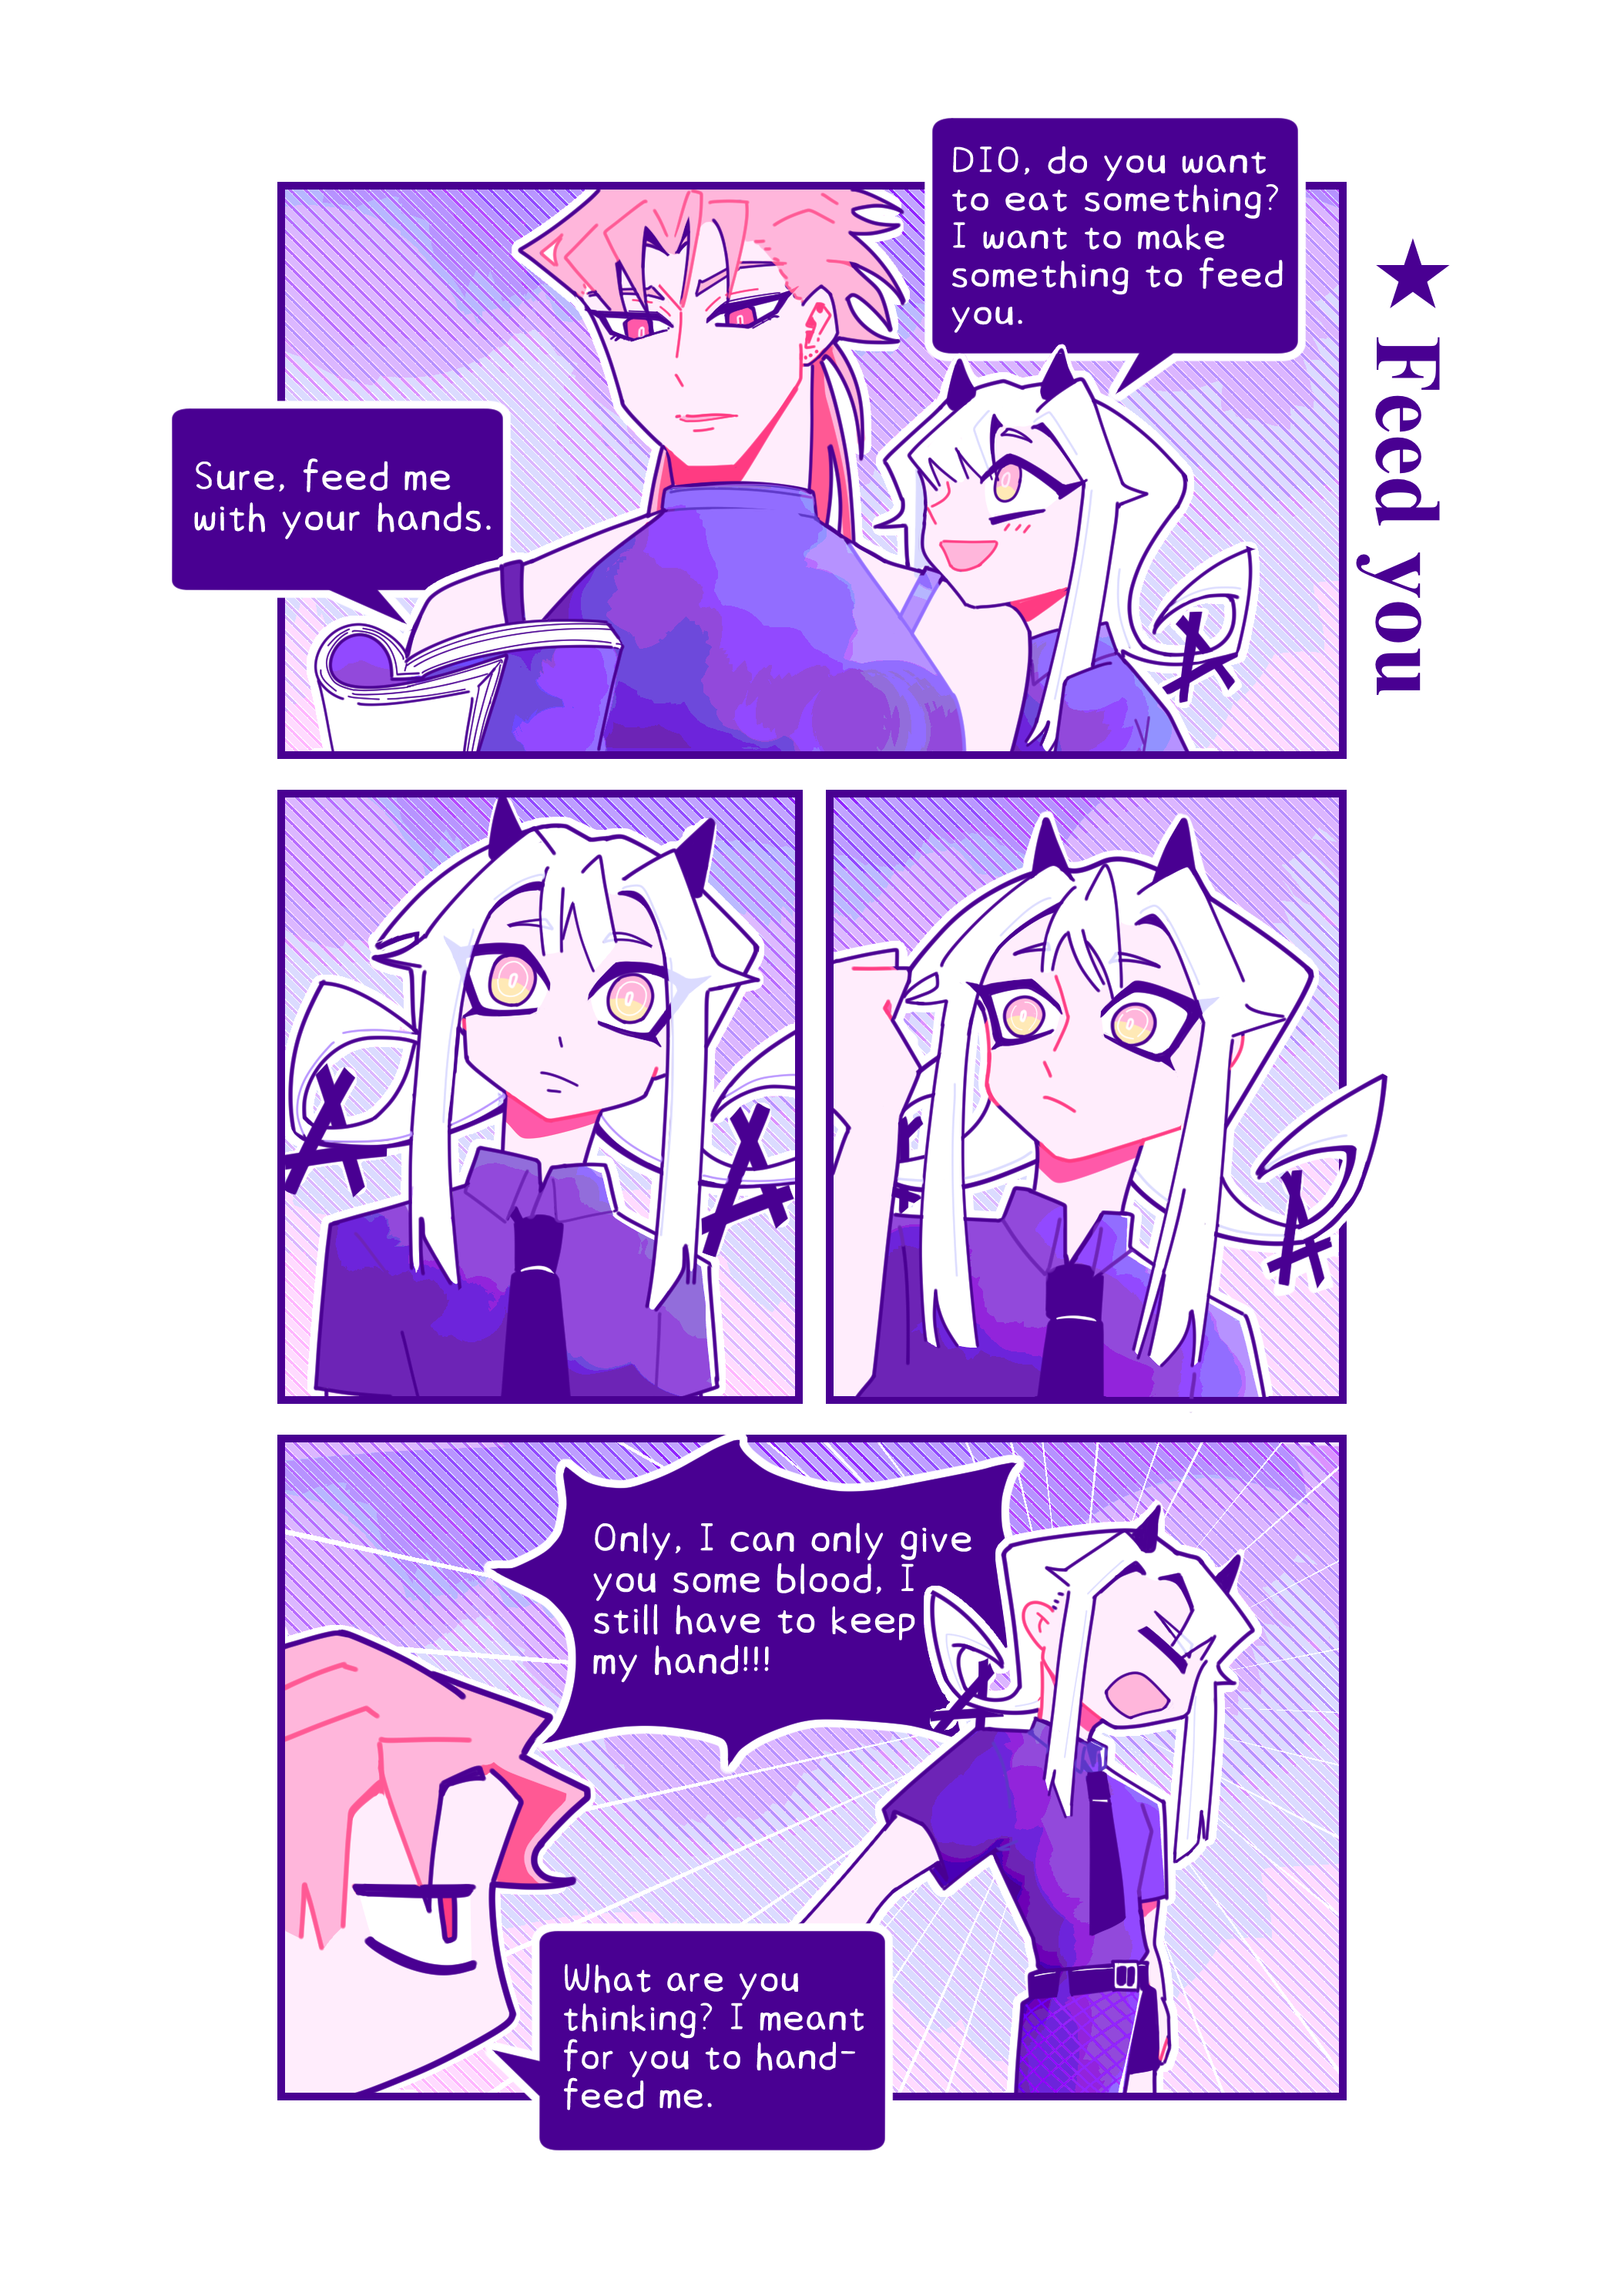 ★ Feed you
DIO, do you want
to eat something?
I want to make
something to feed
you.
Sure, feed me
with your hands.
Only, I can only give
you some blood, I
still have to keep
my hand!!!
What are you
thinking? I meant
for you to hand-
feed me.